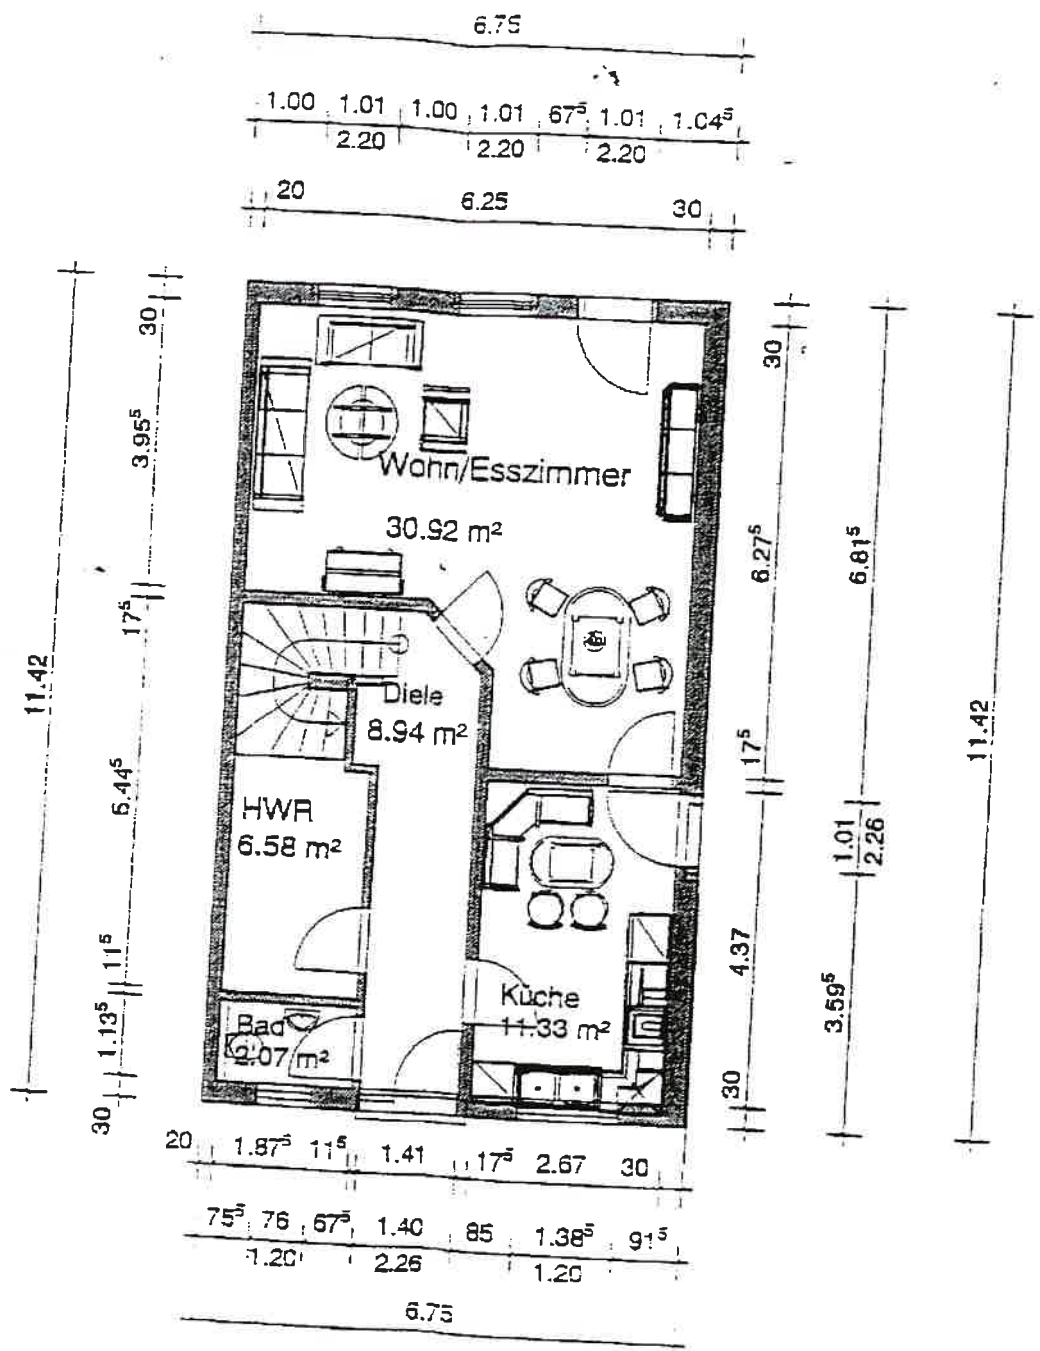 6.75
1.00 1.01 1.00 1.01 67⁵ 1.01 1.04⁵
2.20 2.20 2.20
20 6.25 30
30
3.95⁵
17⁵
11.42
6.44⁵
11⁵
1.13⁵
30
Wohn/Esszimmer
30.92 m²
Diele
8.94 m²
HWR
6.58 m²
Küche
11.33 m²
Bad
2.07 m²
30
6.27⁵
17⁵
4.37
30
6.81⁵
1.01
2.26
3.59⁵
11.42
20 1.87⁵ 11⁵ 1.41 17⁵ 2.67 30
75⁵ 76 67⁵ 1.40 85 1.38⁵ 91⁵
1.20 2.26 1.20
6.75